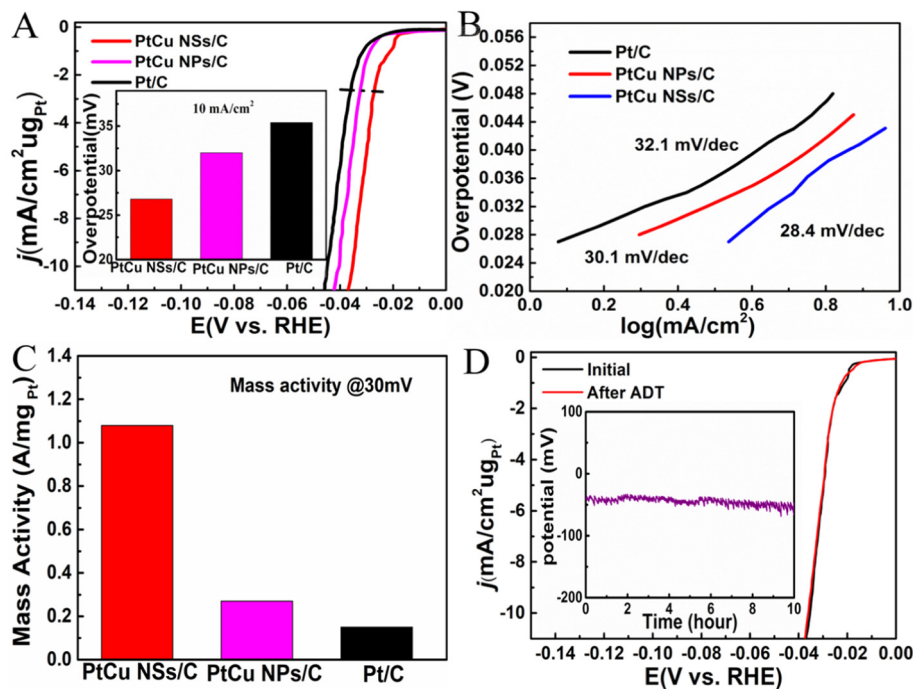 A
PtCu NSs/C
PtCu NPs/C
Pt/C
10 mA/cm²
Overpotential(mV)
35
30
25
20
PtCu NSs/C PtCu NPs/C Pt/C
j(mA/cm²ug_Pt)
0
-2
-4
-6
-8
-10
-0.14 -0.12 -0.10 -0.08 -0.06 -0.04 -0.02 0.00
E(V vs. RHE)
B
Pt/C
PtCu NPs/C
PtCu NSs/C
32.1 mV/dec
30.1 mV/dec
28.4 mV/dec
Overpotential (V)
0.060
0.056
0.052
0.048
0.044
0.040
0.036
0.032
0.028
0.024
0.020
0.0 0.2 0.4 0.6 0.8 1.0
log(mA/cm²)
C
Mass activity @30mV
Mass Activity (A/mg_Pt)
1.4
1.2
1.0
0.8
0.6
0.4
0.2
0.0
PtCu NSs/C PtCu NPs/C Pt/C
D
Initial
After ADT
potential (mV)
100
0
-100
-200
0 2 4 6 8 10
Time (hour)
j(mA/cm²ug_Pt)
0
-2
-4
-6
-8
-10
-0.14 -0.12 -0.10 -0.08 -0.06 -0.04 -0.02 0.00
E(V vs. RHE)